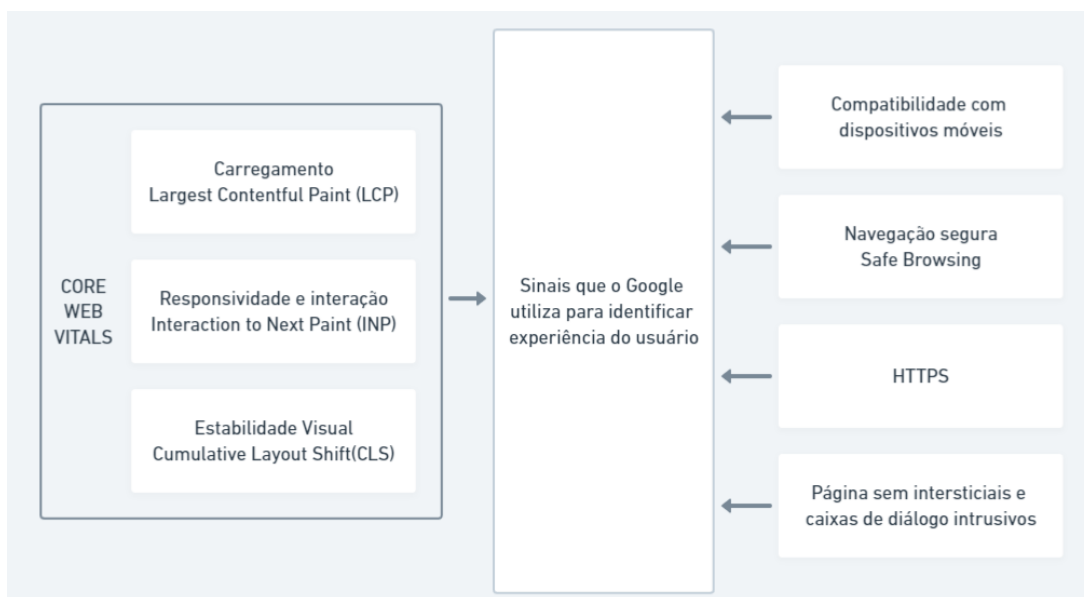 CORE
WEB
VITALS
Carregamento
Largest Contentful Paint (LCP)
Responsividade e interação
Interaction to Next Paint (INP)
Estabilidade Visual
Cumulative Layout Shift(CLS)
Sinais que o Google
utiliza para identificar
experiência do usuário
Compatibilidade com
dispositivos móveis
Navegação segura
Safe Browsing
HTTPS
Página sem intersticiais e
caixas de diálogo intrusivos